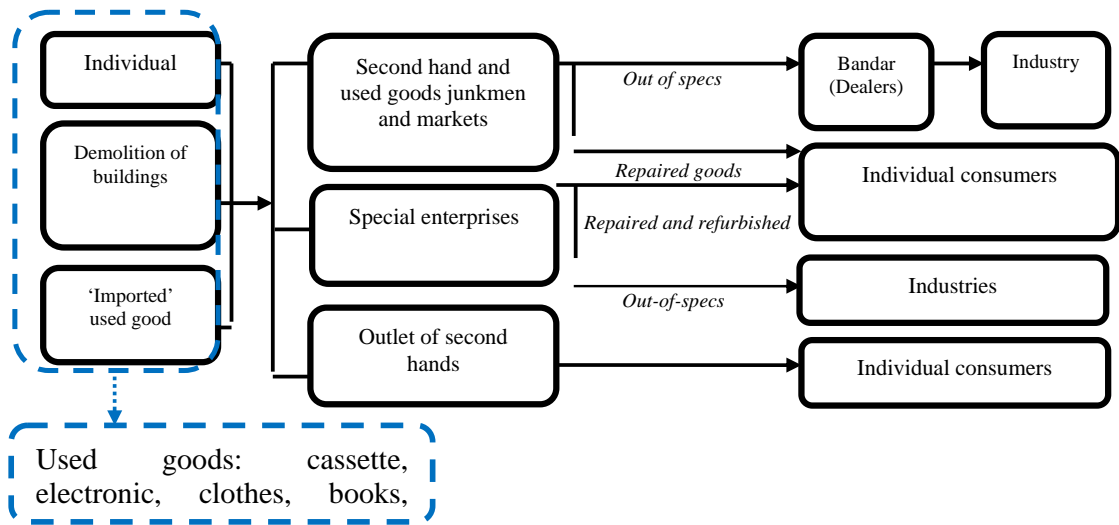 Individual
Demolition of
buildings
‘Imported’
used good
Second hand and
used goods junkmen
and markets
Special enterprises
Outlet of second
hands
Out of specs
Repaired goods
Repaired and refurbished
Out-of-specs
Bandar
(Dealers)
Industry
Individual consumers
Industries
Individual consumers
Used goods: cassette,
electronic, clothes, books,